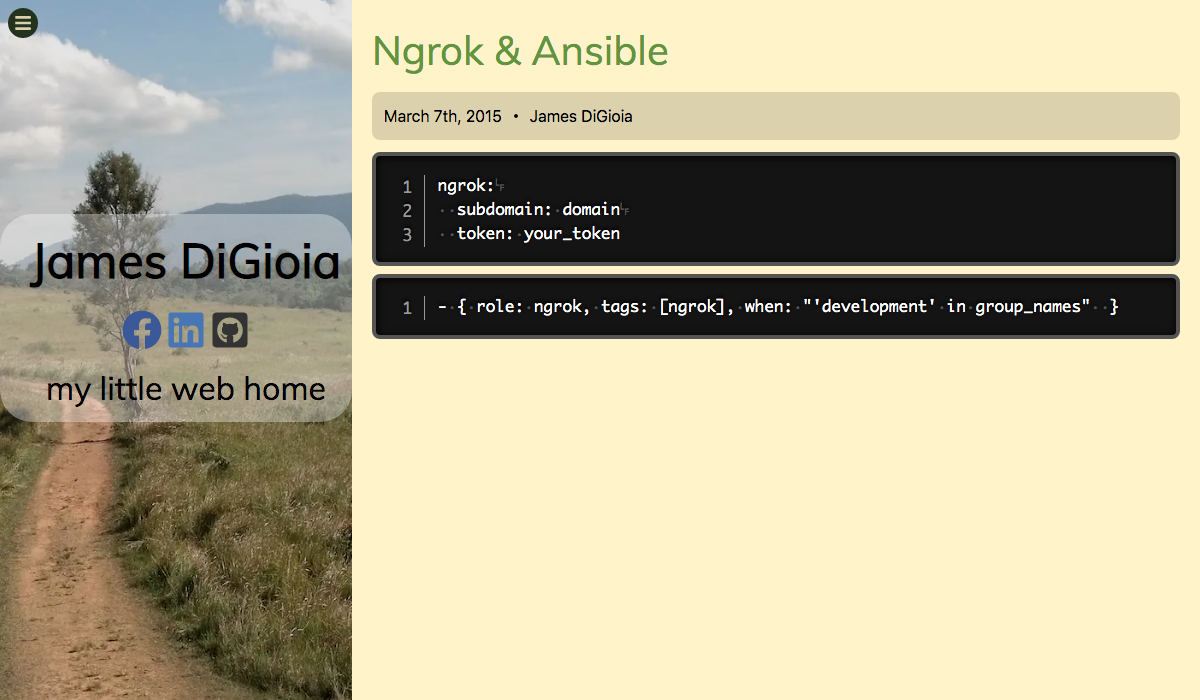 James DiGioia
in
my little web home
Ngrok & Ansible
March 7th, 2015 • James DiGioia
1 ngrok:
2   subdomain: domain
3   token: your_token
1 - { role: ngrok, tags: [ngrok], when: "'development' in group_names"  }